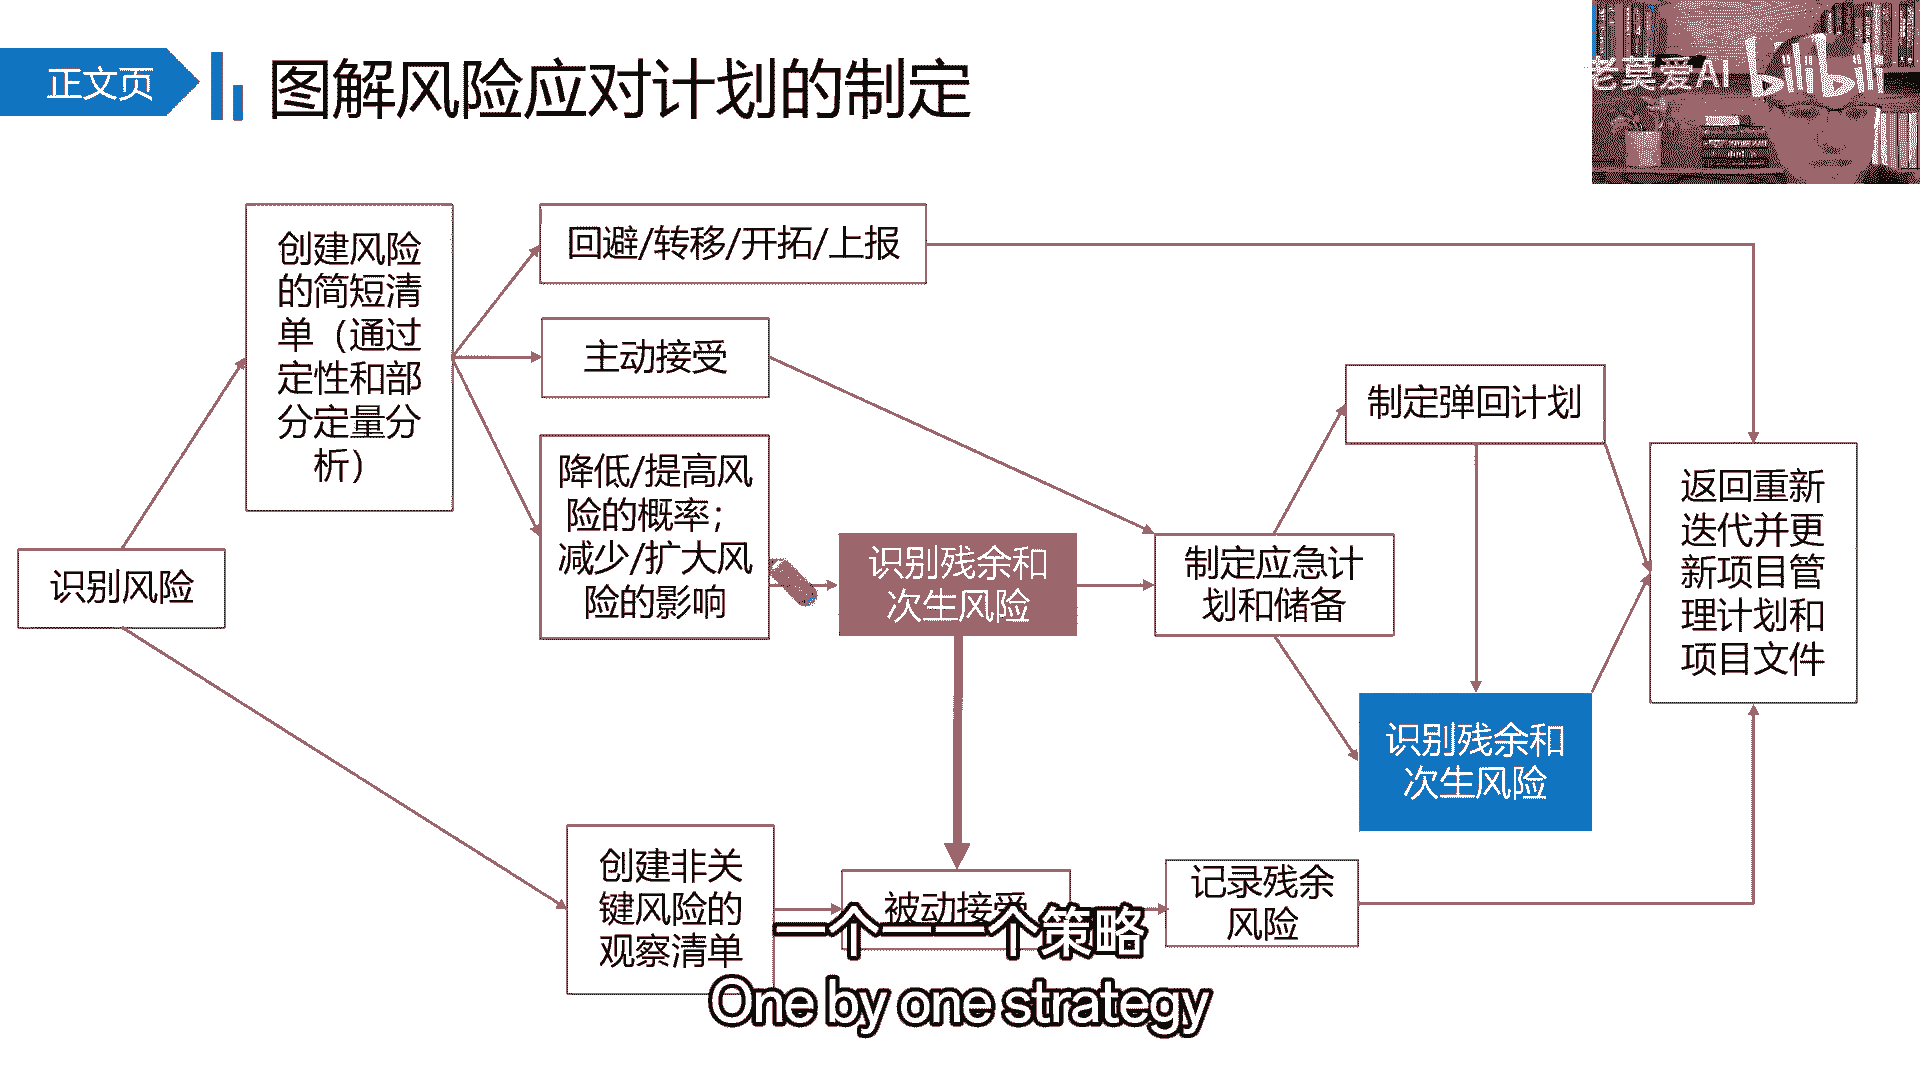 正文页
图解风险应对计划的制定
老莫爱AI
bilibili
创建风险
的简短清
单（通过
定性和部
分定量分
析）
回避/转移/开拓/上报
主动接受
降低/提高风
险的概率；
减少/扩大风
险的影响
识别风险
识别残余和
次生风险
制定应急计
划和储备
制定弹回计划
识别残余和
次生风险
返回重新
迭代并更
新项目管
理计划和
项目文件
创建非关
键风险的
观察清单
被动接受
记录残余
风险
一个一一个策略
One by one strategy